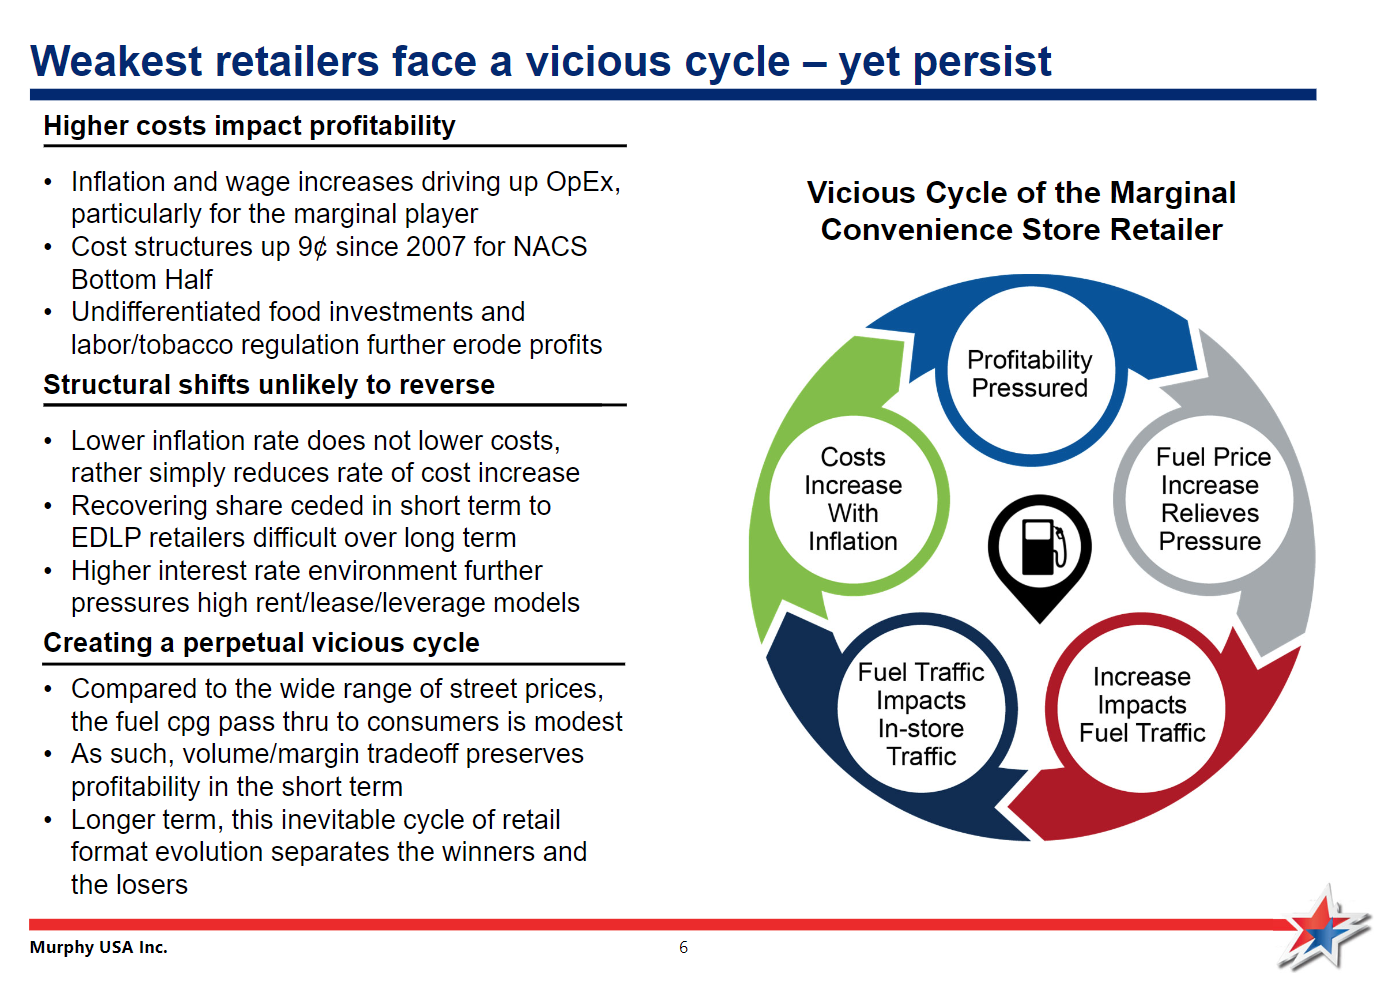 Weakest retailers face a vicious cycle – yet persist
Higher costs impact profitability
• Inflation and wage increases driving up OpEx,
particularly for the marginal player
• Cost structures up 9¢ since 2007 for NACS
Bottom Half
• Undifferentiated food investments and
labor/tobacco regulation further erode profits
Structural shifts unlikely to reverse
• Lower inflation rate does not lower costs,
rather simply reduces rate of cost increase
• Recovering share ceded in short term to
EDLP retailers difficult over long term
• Higher interest rate environment further
pressures high rent/lease/leverage models
Creating a perpetual vicious cycle
• Compared to the wide range of street prices,
the fuel cpg pass thru to consumers is modest
• As such, volume/margin tradeoff preserves
profitability in the short term
• Longer term, this inevitable cycle of retail
format evolution separates the winners and
the losers
Vicious Cycle of the Marginal
Convenience Store Retailer
Profitability
Pressured
Fuel Price
Increase
Relieves
Pressure
Increase
Impacts
Fuel Traffic
Fuel Traffic
Impacts
In-store
Traffic
Costs
Increase
With
Inflation
Murphy USA Inc.
6